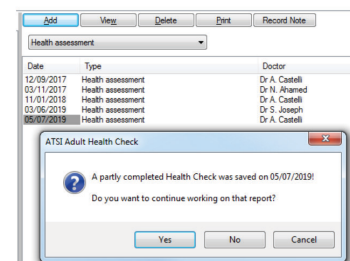 Add View Delete Print Record Note
Health assessment
Date Type Doctor
12/09/2017 Health assessment Dr A. Castelli
03/11/2017 Health assessment Dr N. Ahamed
11/01/2018 Health assessment Dr A. Castelli
03/06/2019 Health assessment Dr S. Joseph
05/07/2019 Health assessment Dr A. Castelli
ATSI Adult Health Check
A partly completed Health Check was saved on 05/07/2019!
Do you want to continue working on that report?
Yes No Cancel